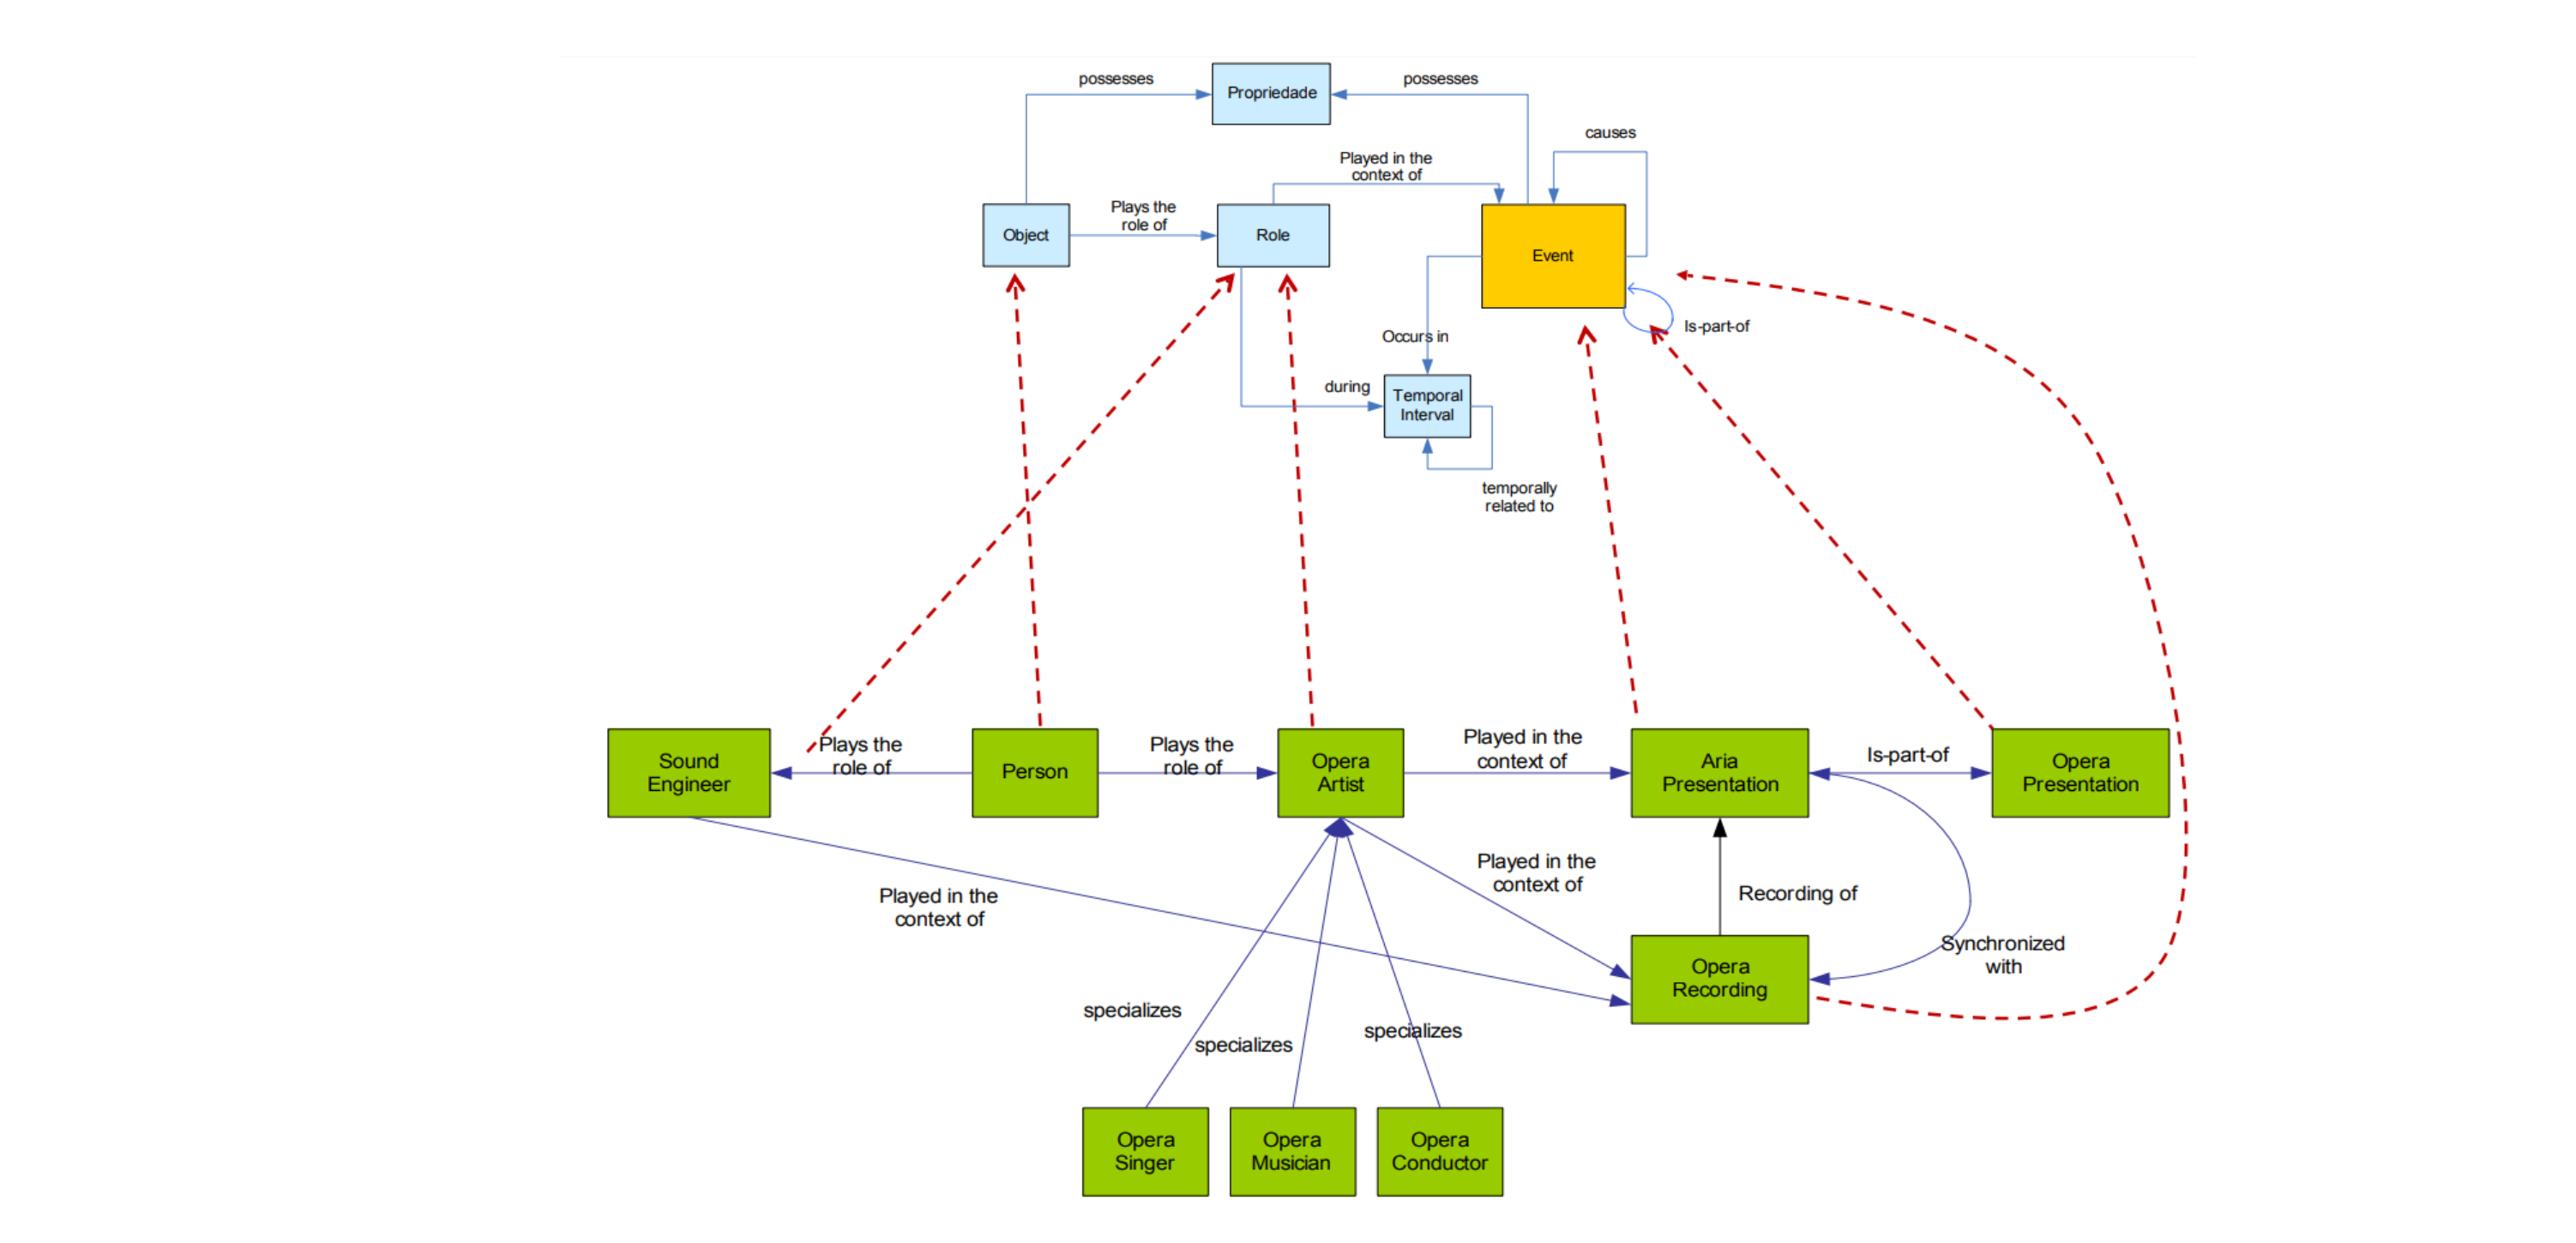 possesses
Propriedade
possesses
causes
Played in the
context of
Plays the
role of
Object
Role
Event
Is-part-of
Occurs in
during
Temporal
Interval
temporally
related to
Sound
Engineer
Plays the
role of
Person
Plays the
role of
Opera
Artist
Played in the
context of
Aria
Presentation
Is-part-of
Opera
Presentation
Played in the
context of
Played in the
context of
Recording of
Synchronized
with
Opera
Recording
specializes
specializes
specializes
Opera
Singer
Opera
Musician
Opera
Conductor